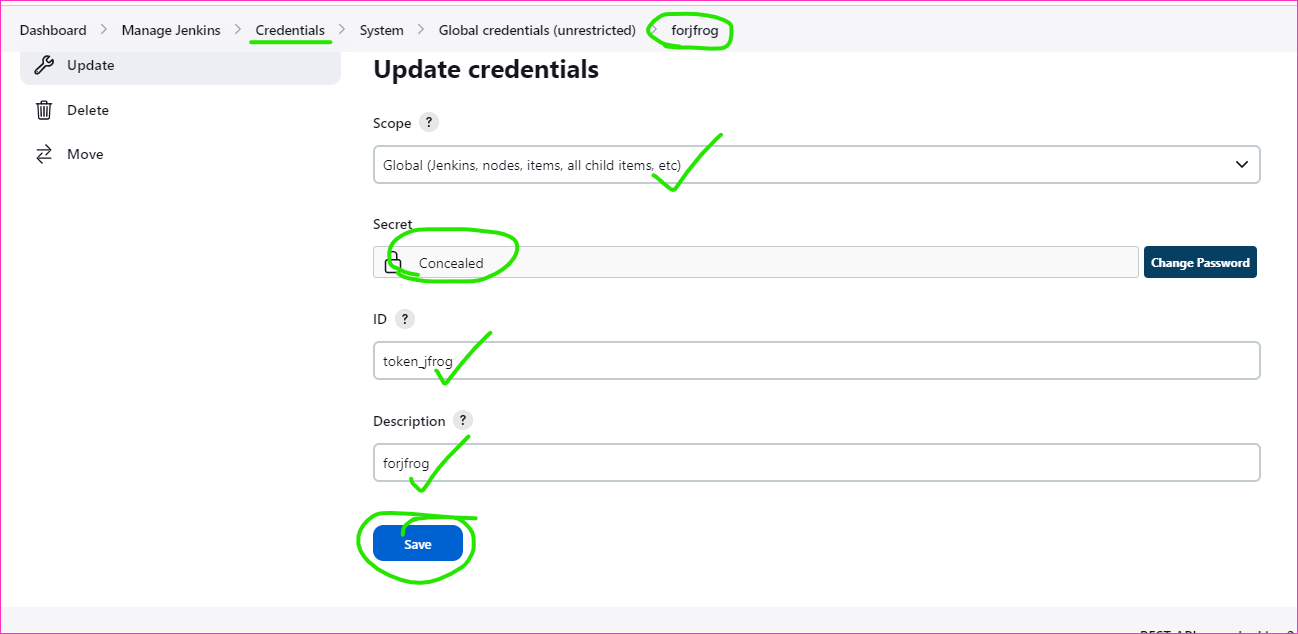 Dashboard > Manage Jenkins > Credentials > System > Global credentials (unrestricted) > forjfrog
Update
Update credentials
Delete
Scope ?
Move
Global (Jenkins, nodes, items, all child items, etc)
Secret
Concealed
Change Password
ID ?
token_jfrog
Description ?
forjfrog
Save